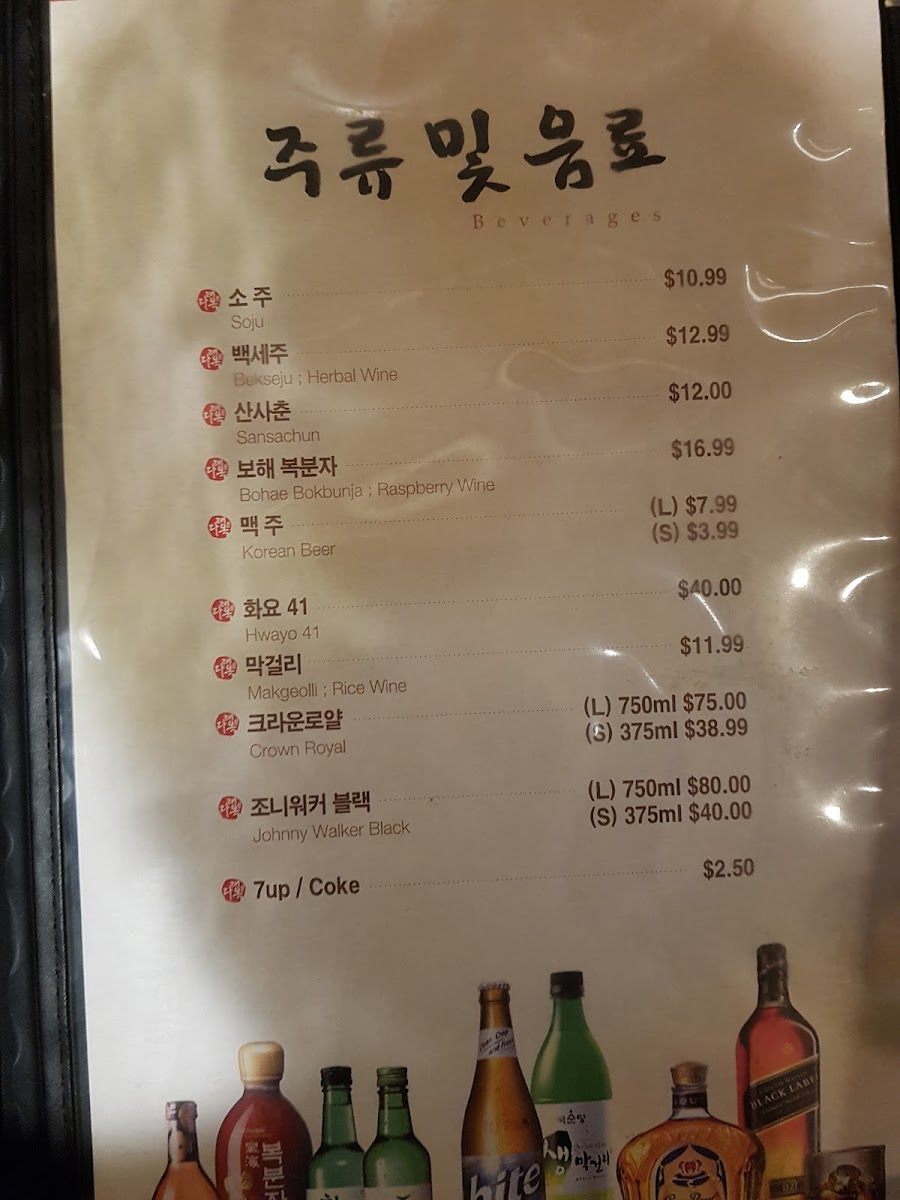 주류 및 음료
Beverages
소주 $10.99
Soju
백세주 $12.99
Bekseju ; Herbal Wine
산사춘 $12.00
Sansachun
보해 복분자 $16.99
Bohae Bokbunja ; Raspberry Wine
맥주 (L) $7.99
(S) $3.99
Korean Beer
화요 41 $40.00
Hwayo 41
막걸리 $11.99
Makgeolli ; Rice Wine
크라운로얄 (L) 750ml $75.00
(S) 375ml $38.99
Crown Royal
조니워커 블랙 (L) 750ml $80.00
(S) 375ml $40.00
Johnny Walker Black
7up / Coke $2.50
BLACK LABEL
국순당
생 막걸리
복분자
hite